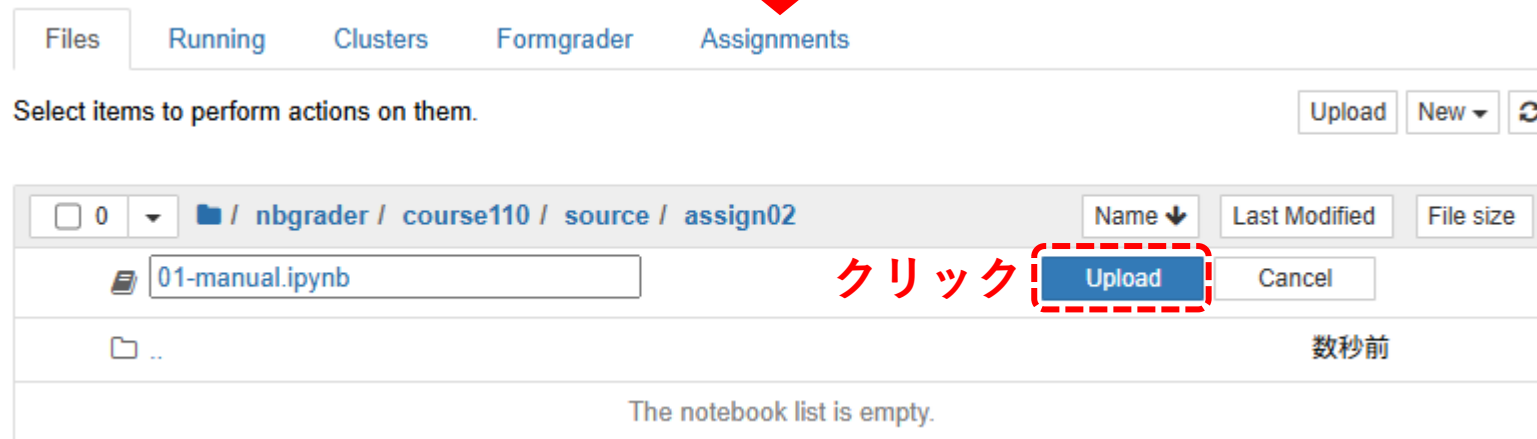 Files Running Clusters Formgrader Assignments
Select items to perform actions on them. Upload New
0 / nbgrader / course110 / source / assign02 Name Last Modified File size
01-manual.ipynb クリック Upload Cancel
.. 数秒前
The notebook list is empty.